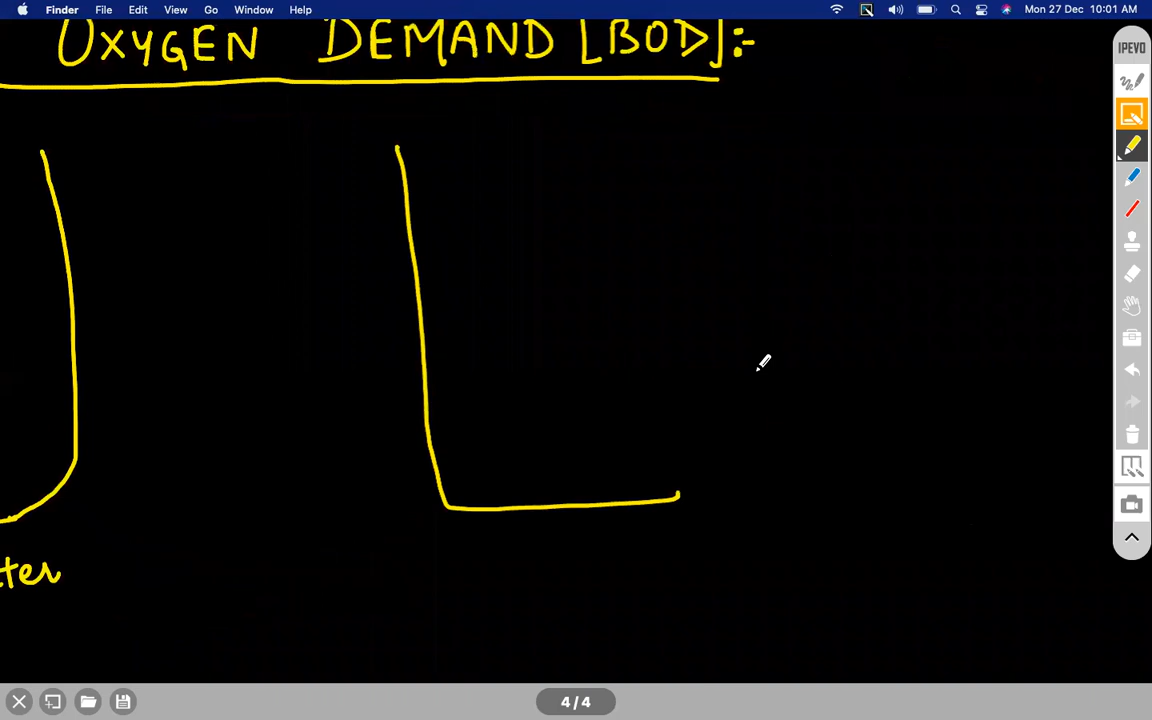 Finder File Edit View Go Window Help Mon 27 Dec 10:01 AM
IPEVO
OXYGEN DEMAND [BOD]:-
ter
4/4